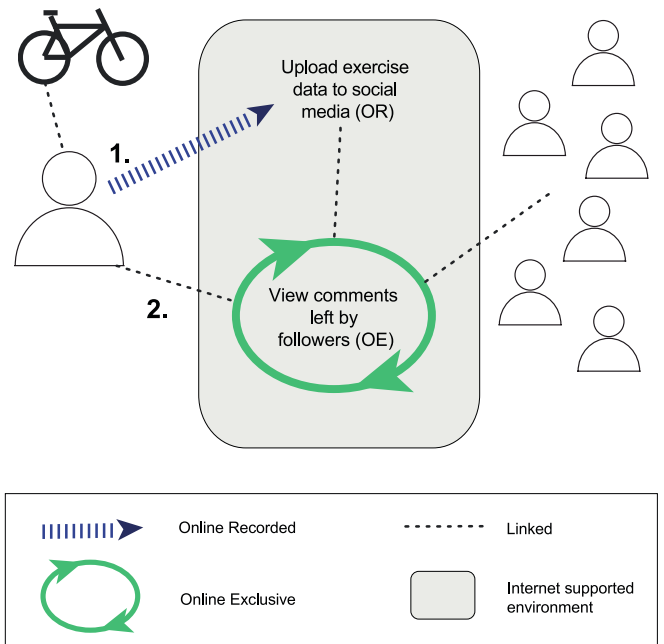 Upload exercise
data to social
media (OR)
1.
View comments
left by
followers (OE)
2.
Online Recorded
Linked
Online Exclusive
Internet supported
environment